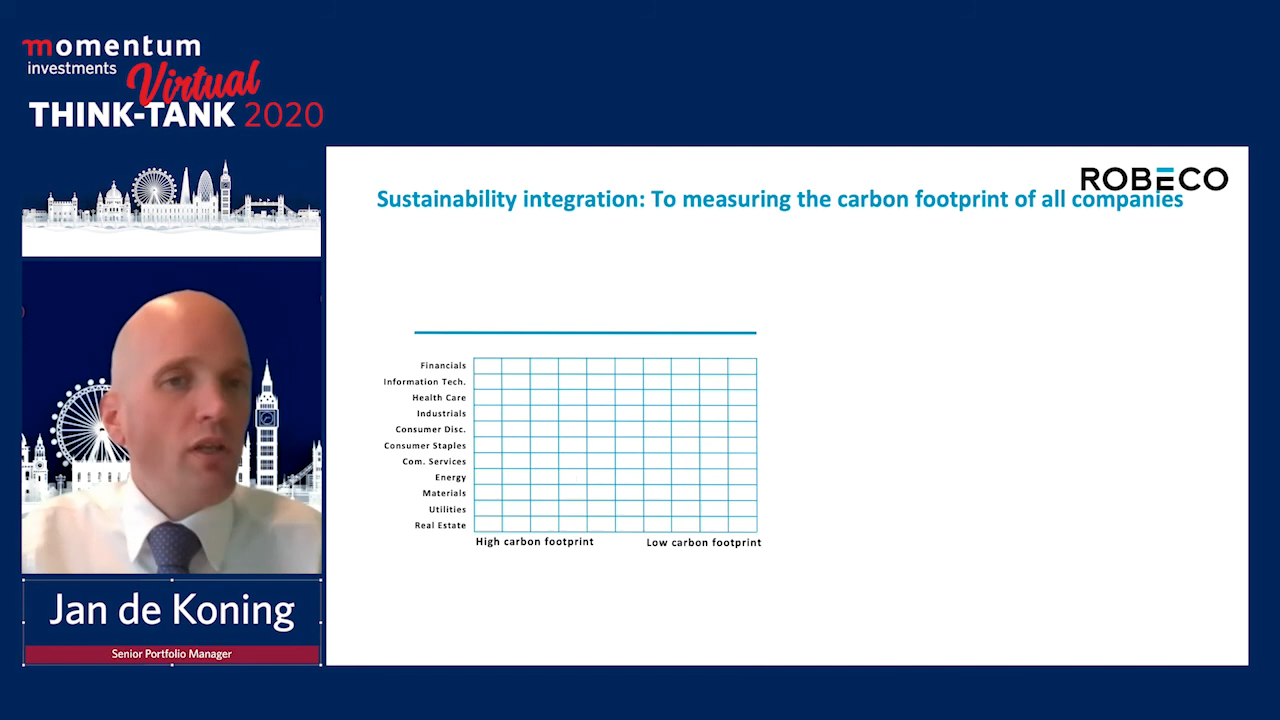 momentum
investments
Virtual
THINK-TANK 2020
ROBECO
Sustainability integration: To measuring the carbon footprint of all companies
Financials
Information Tech.
Health Care
Industrials
Consumer Disc.
Consumer Staples
Com. Services
Energy
Materials
Utilities
Real Estate
High carbon footprint
Low carbon footprint
Jan de Koning
Senior Portfolio Manager